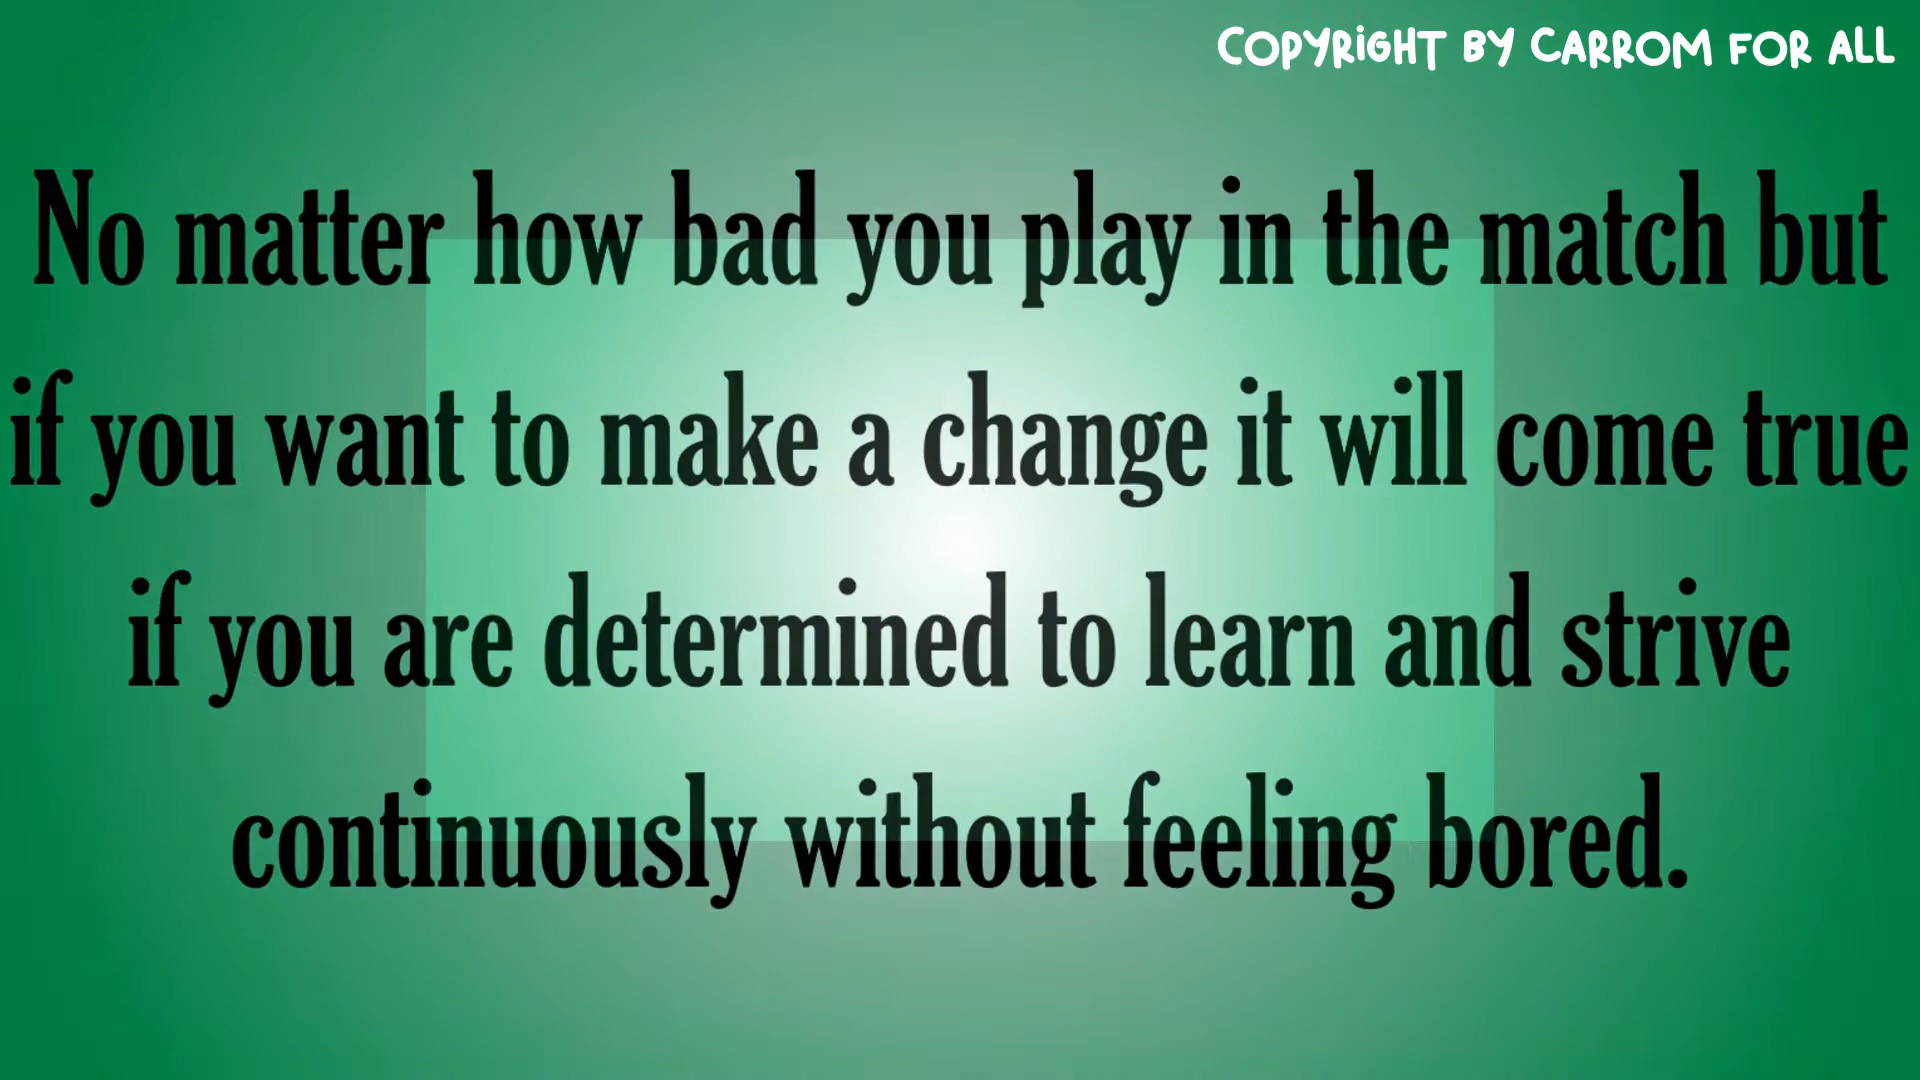 COPYRIGHT BY CARROM FOR ALL
No matter how bad you play in the match but
if you want to make a change it will come true
if you are determined to learn and strive
continuously without feeling bored.